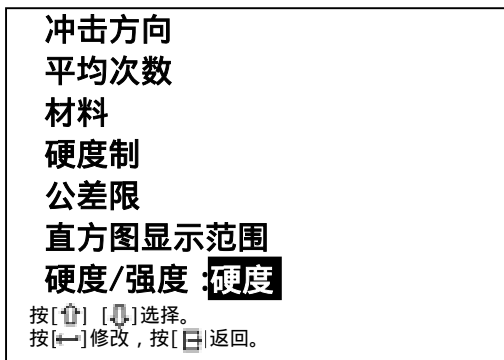 冲击方向
平均次数
材料
硬度制
公差限
直方图显示范围
硬度/强度：硬度
按[⇧] [⇩]选择。
按[←]修改，按[日]返回。